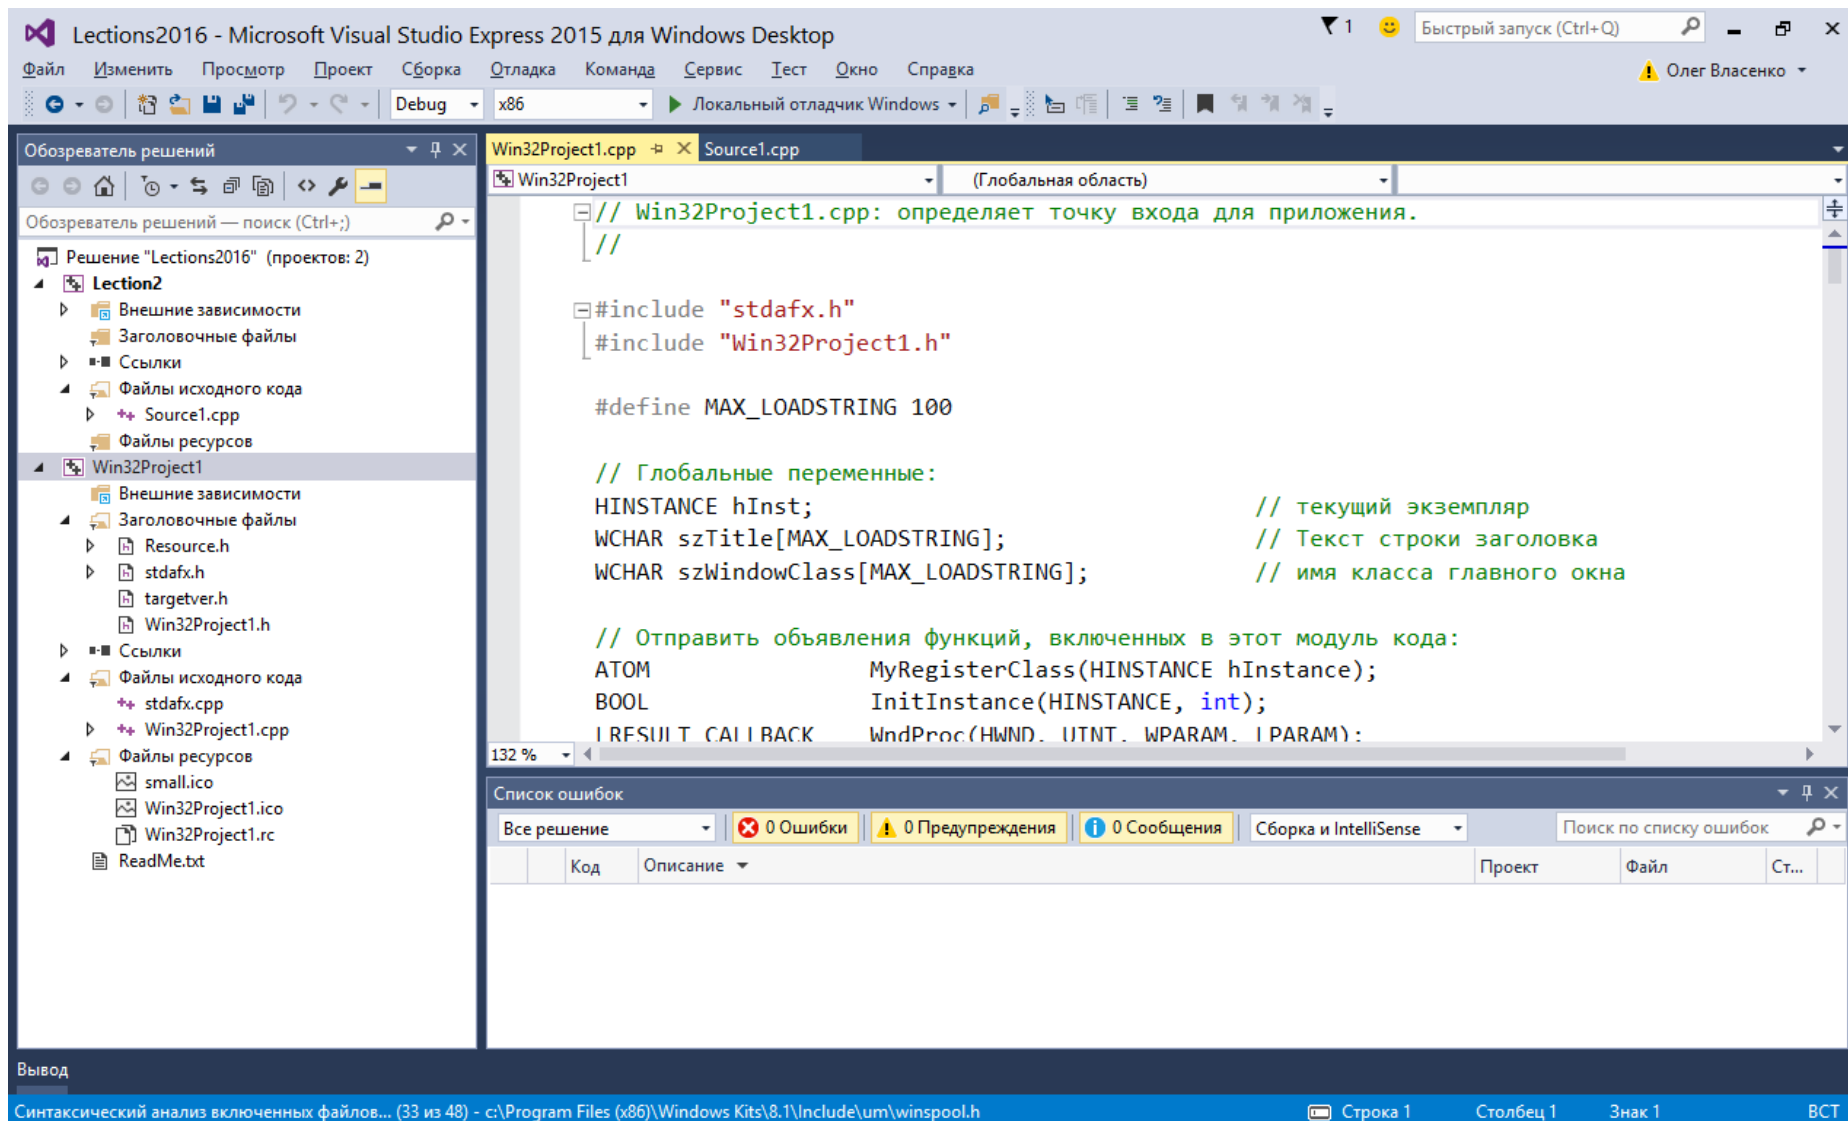 Lections2016 - Microsoft Visual Studio Express 2015 для Windows Desktop
1
Быстрый запуск (Ctrl+Q)
Файл Изменить Просмотр Проект Сборка Отладка Команда Сервис Тест Окно Справка
Олег Власенко
Debug x86 Локальный отладчик Windows
Обозреватель решений
Обозреватель решений — поиск (Ctrl+;)
Решение "Lections2016" (проектов: 2)
Lection2
Внешние зависимости
Заголовочные файлы
Ссылки
Файлы исходного кода
Source1.cpp
Файлы ресурсов
Win32Project1
Внешние зависимости
Заголовочные файлы
Resource.h
stdafx.h
targetver.h
Win32Project1.h
Ссылки
Файлы исходного кода
stdafx.cpp
Win32Project1.cpp
Файлы ресурсов
small.ico
Win32Project1.ico
Win32Project1.rc
ReadMe.txt
Win32Project1.cpp Source1.cpp
Win32Project1 (Глобальная область)
// Win32Project1.cpp: определяет точку входа для приложения.
//
#include "stdafx.h"
#include "Win32Project1.h"
#define MAX_LOADSTRING 100
// Глобальные переменные:
HINSTANCE hInst; // текущий экземпляр
WCHAR szTitle[MAX_LOADSTRING]; // Текст строки заголовка
WCHAR szWindowClass[MAX_LOADSTRING]; // имя класса главного окна
// Отправить объявления функций, включенных в этот модуль кода:
ATOM MyRegisterClass(HINSTANCE hInstance);
BOOL InitInstance(HINSTANCE, int);
LRESULT CALLBACK WndProc(HWND, UINT, WPARAM, LPARAM);
132 %
Список ошибок
Все решение 0 Ошибки 0 Предупреждения 0 Сообщения Сборка и IntelliSense Поиск по списку ошибок
Код Описание Проект Файл Ст...
Вывод
Синтаксический анализ включенных файлов... (33 из 48) - c:\Program Files (x86)\Windows Kits\8.1\Include\um\winspool.h Строка 1 Столбец 1 Знак 1 ВСТ